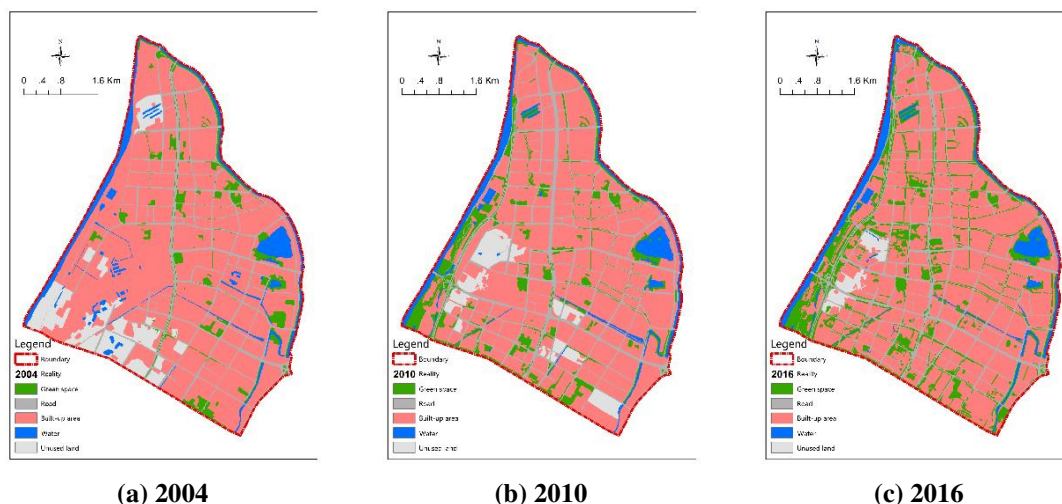 N
0 .4 .8 1.6 Km
Legend
Boundary
2004 Reality
Green space
Road
Built-up area
Water
Unused land
(a) 2004
N
0 .4 .8 1.6 Km
Legend
Boundary
2010 Reality
Green space
Road
Built-up area
Water
Unused land
(b) 2010
N
0 .4 .8 1.6 Km
Legend
Boundary
2016 Reality
Green space
Road
Built-up area
Water
Unused land
(c) 2016